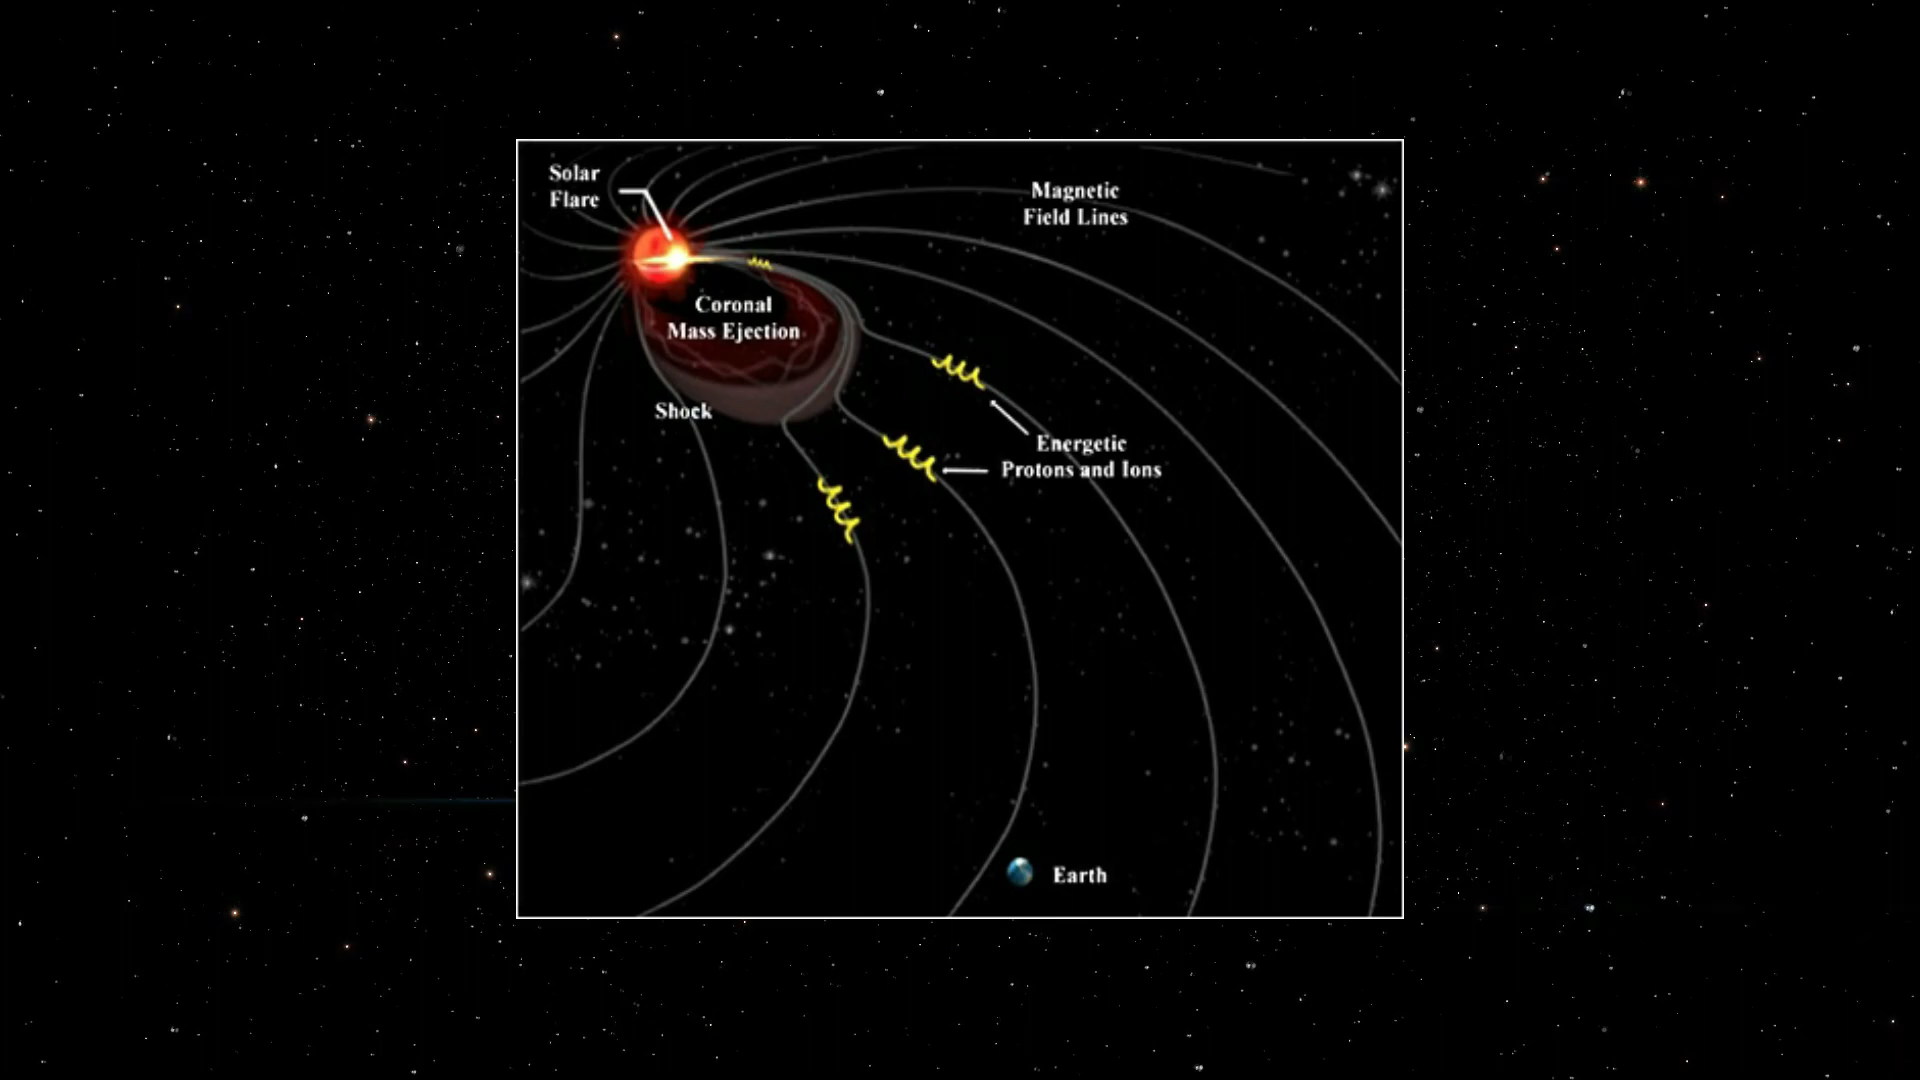 Solar
Flare
Magnetic
Field Lines
Coronal
Mass Ejection
Shock
Energetic
Protons and Ions
Earth